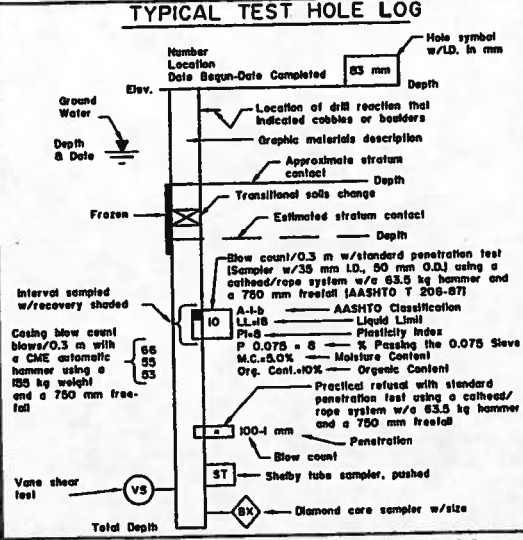 TYPICAL TEST HOLE LOG
Number
Location
Date Begun-Date Completed
83 mm
Hole symbol
w/I.D. in mm
Elev.
Depth
Ground
Water
Depth
& Date
Location of drill reaction that
indicated cobbles or boulders
Graphic materials description
Approximate stratum
contact
Depth
Transitional soils change
Frozen
Estimated stratum contact
Depth
Blow count/0.3 m w/standard penetration test
(Sampler w/35 mm I.D., 50 mm O.D.) using a
cathead/rope system w/a 63.5 kg hammer and
a 750 mm freefall (AASHTO T 206-87)
Interval sampled
w/recovery shaded
10
A-1-b
AASHTO Classification
LL=18
Liquid Limit
PI=8
Plasticity Index
P 0.075 = 8
% Passing the 0.075 Sieve
M.C.=5.0%
Moisture Content
Org. Cont.=10%
Organic Content
Casing blow count
blows/0.3 m with
a CME automatic
hammer using a
155 kg weight
and a 750 mm free-
fall
66
55
53
Practical refusal with standard
penetration test using a cathead/
rope system w/a 63.5 kg hammer
and a 750 mm freefall
100-1 mm
Penetration
Blow count
ST
Shelby tube sampler, pushed
Vane shear
test
VS
BX
Diamond core sampler w/size
Total Depth